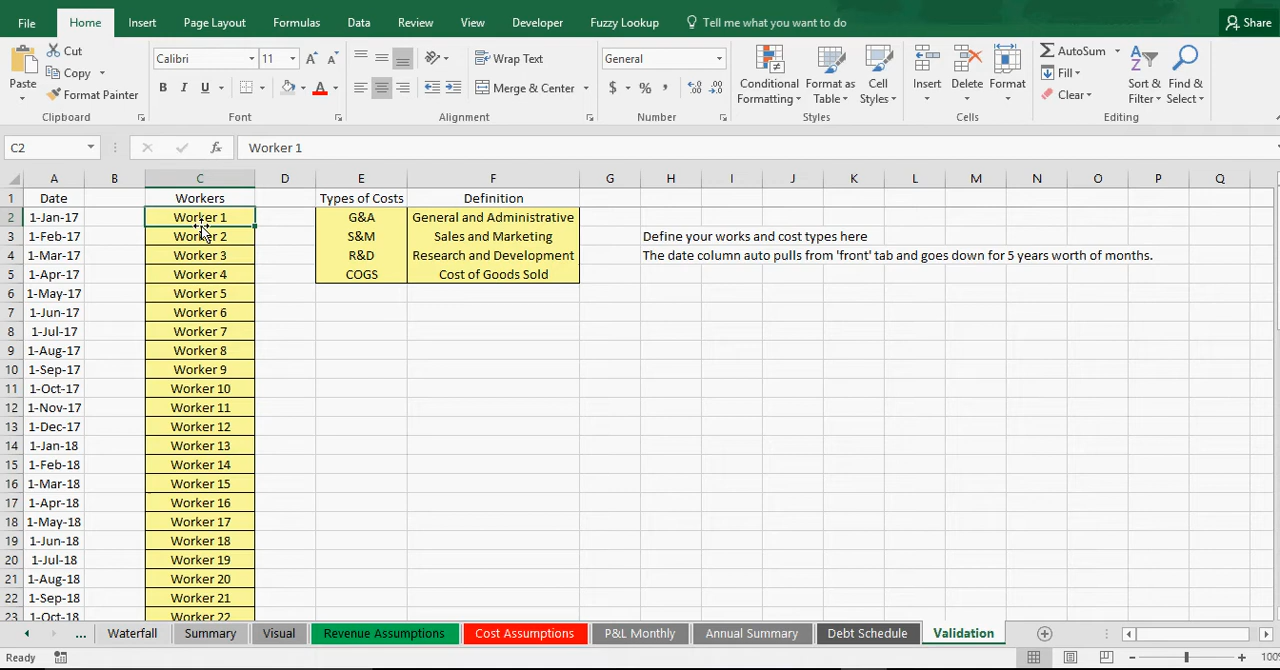 File Home Insert Page Layout Formulas Data Review View Developer Fuzzy Lookup Tell me what you want to do Share
Paste Cut Copy Format Painter Clipboard
Calibri 11 B I U A Font
Wrap Text Merge & Center Alignment
General $ % , Number
Conditional Formatting Format as Table Cell Styles Styles
Insert Delete Format Cells
AutoSum Fill Clear Sort & Filter Find & Select Editing
C2 fx Worker 1
A B C D E F G H I J K L M N O P Q
1 Date Workers Types of Costs Definition
2 1-Jan-17 Worker 1 G&A General and Administrative
3 1-Feb-17 Worker 2 S&M Sales and Marketing Define your works and cost types here
4 1-Mar-17 Worker 3 R&D Research and Development The date column auto pulls from 'front' tab and goes down for 5 years worth of months.
5 1-Apr-17 Worker 4 COGS Cost of Goods Sold
6 1-May-17 Worker 5
7 1-Jun-17 Worker 6
8 1-Jul-17 Worker 7
9 1-Aug-17 Worker 8
10 1-Sep-17 Worker 9
11 1-Oct-17 Worker 10
12 1-Nov-17 Worker 11
13 1-Dec-17 Worker 12
14 1-Jan-18 Worker 13
15 1-Feb-18 Worker 14
16 1-Mar-18 Worker 15
17 1-Apr-18 Worker 16
18 1-May-18 Worker 17
19 1-Jun-18 Worker 18
20 1-Jul-18 Worker 19
21 1-Aug-18 Worker 20
22 1-Sep-18 Worker 21
23 1-Oct-18 Worker 22
... Waterfall Summary Visual Revenue Assumptions Cost Assumptions P&L Monthly Annual Summary Debt Schedule Validation
Ready 100